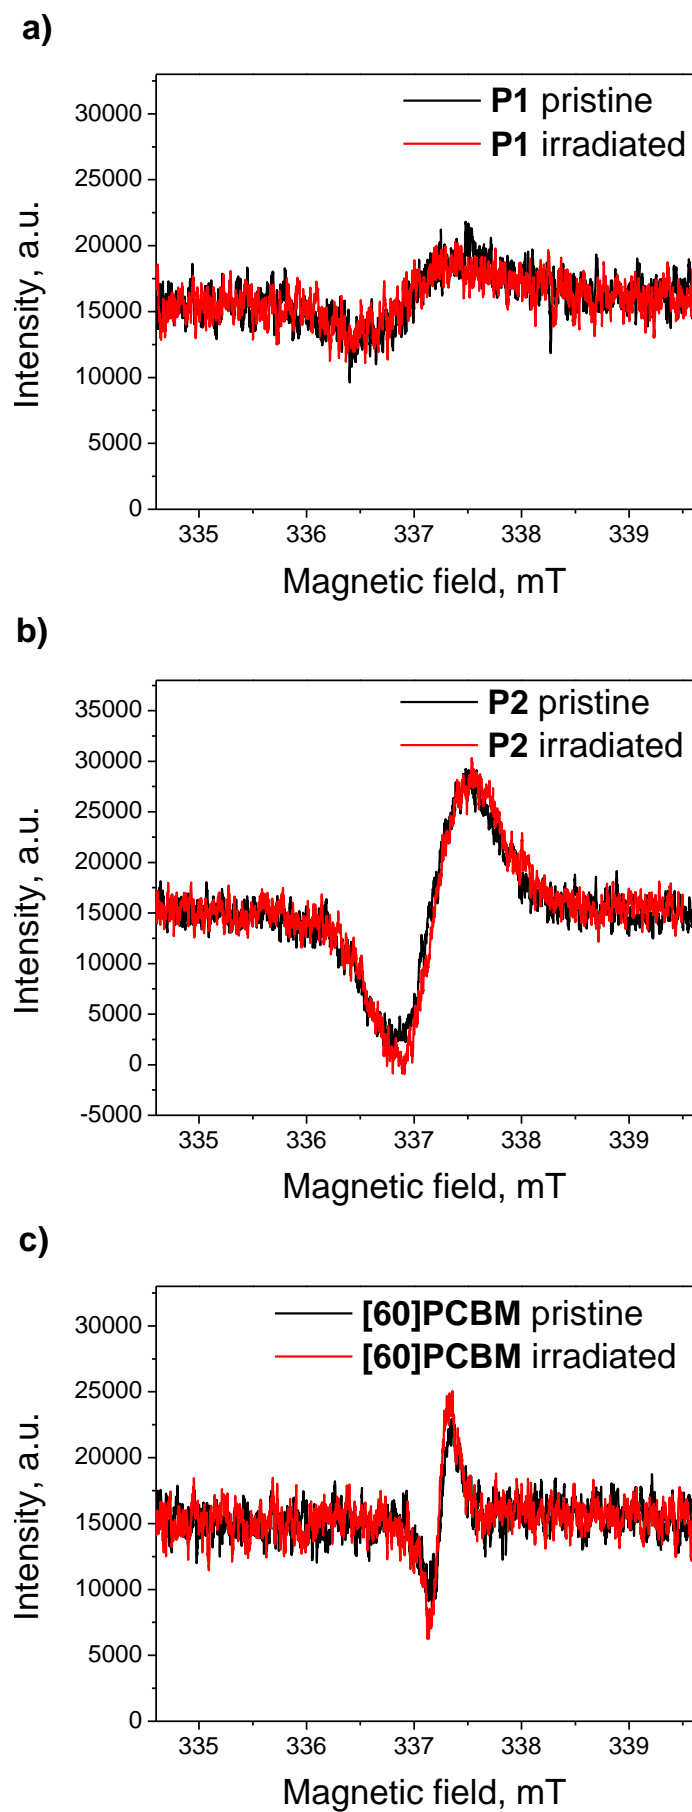 a)
P1 pristine
P1 irradiated
30000
25000
20000
15000
10000
5000
0
Intensity, a.u.
335 336 337 338 339
Magnetic field, mT
b)
P2 pristine
P2 irradiated
35000
30000
25000
20000
15000
10000
5000
0
-5000
Intensity, a.u.
335 336 337 338 339
Magnetic field, mT
c)
[60]PCBM pristine
[60]PCBM irradiated
30000
25000
20000
15000
10000
5000
0
Intensity, a.u.
335 336 337 338 339
Magnetic field, mT